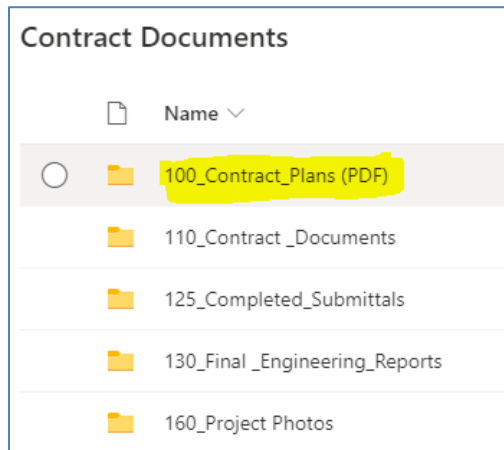 Contract Documents
Name
100_Contract_Plans (PDF)
110_Contract _Documents
125_Completed_Submittals
130_Final _Engineering_Reports
160_Project Photos